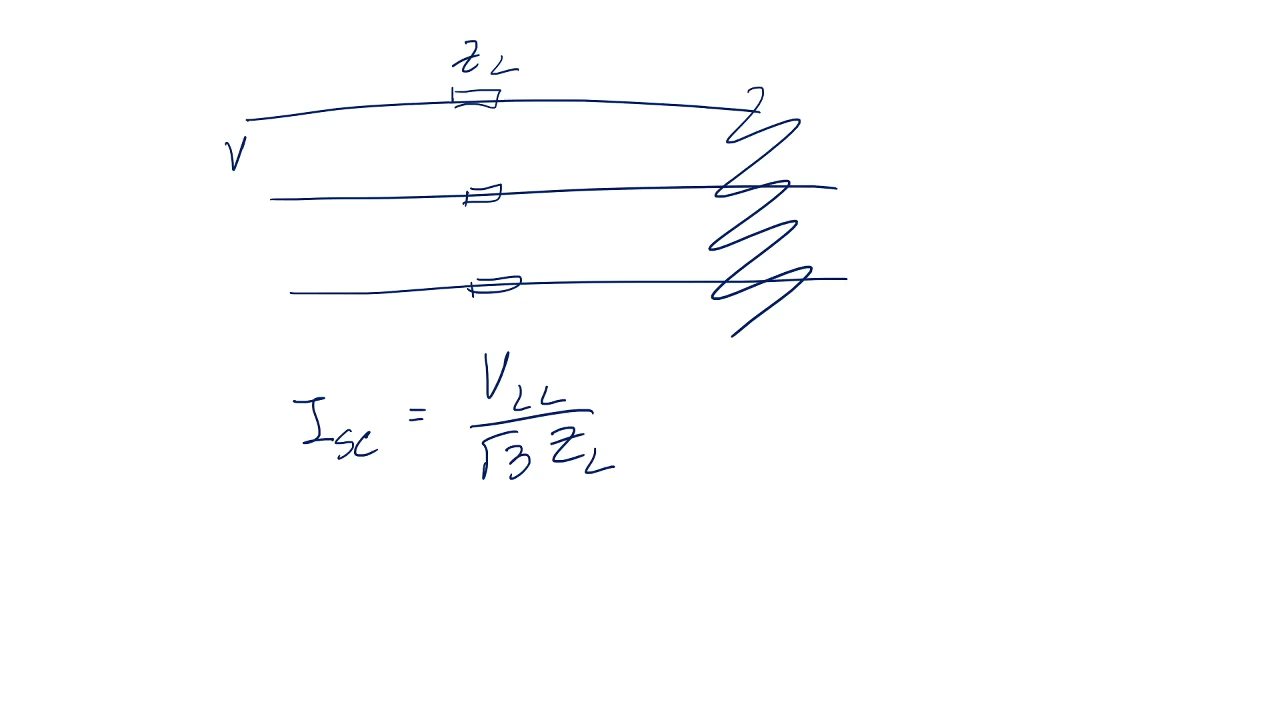 Z_L
V
I_SC = V_LL / √3 Z_L